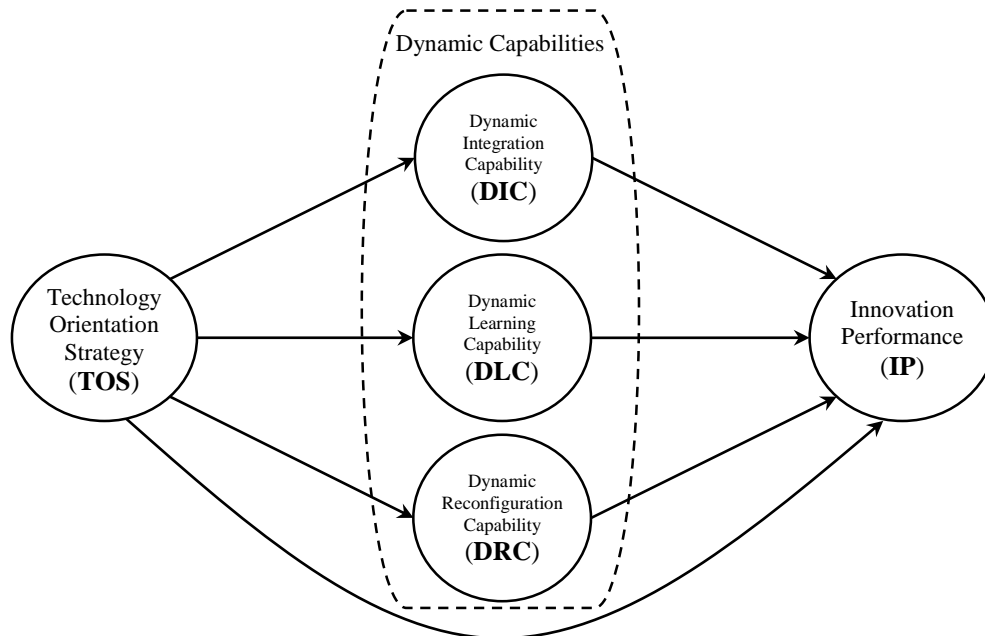 Dynamic Capabilities
Dynamic
Integration
Capability
(DIC)
Technology
Orientation
Strategy
(TOS)
Dynamic
Learning
Capability
(DLC)
Innovation
Performance
(IP)
Dynamic
Reconfiguration
Capability
(DRC)